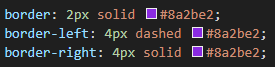 border: 2px solid #8a2be2;
border-left: 4px dashed #8a2be2;
border-right: 4px solid #8a2be2;